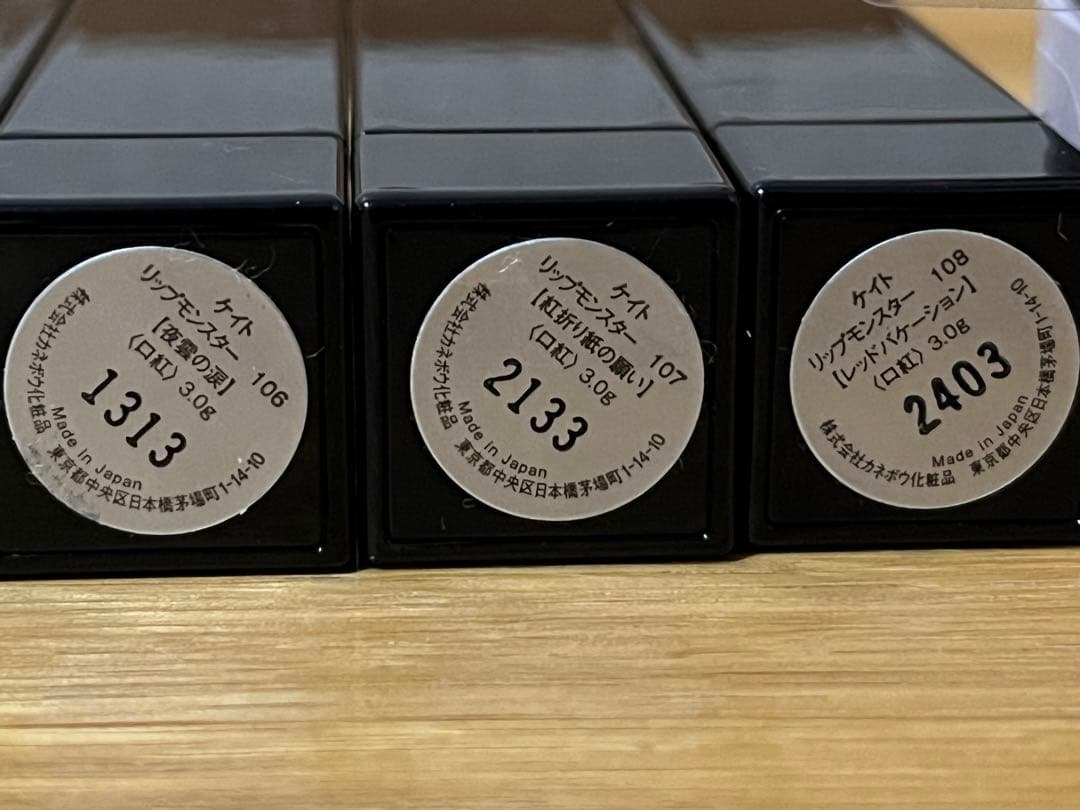 ケイト
リップモンスター 106
【夜雲の涙】
〈口紅〉3.0g
1313
Made in Japan
株式会社カネボウ化粧品 東京都中央区日本橋茅場町1-14-10
ケイト
リップモンスター 107
【紅折り紙の願い】
〈口紅〉3.0g
2133
Made in Japan
株式会社カネボウ化粧品 東京都中央区日本橋茅場町1-14-10
ケイト
リップモンスター 108
【レッドバケーション】
〈口紅〉3.0g
2403
Made in Japan
株式会社カネボウ化粧品 東京都中央区日本橋茅場町1-14-10